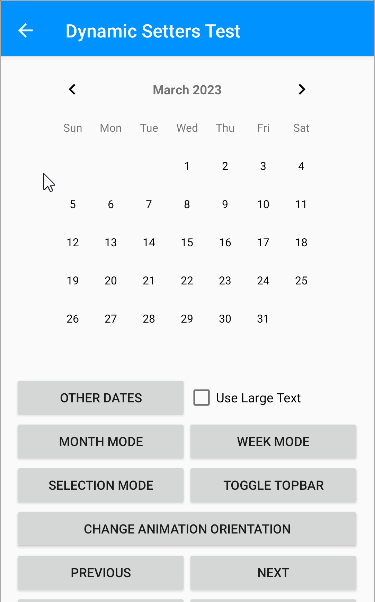 Dynamic Setters Test
March 2023
Sun Mon Tue Wed Thu Fri Sat
1 2 3 4
5 6 7 8 9 10 11
12 13 14 15 16 17 18
19 20 21 22 23 24 25
26 27 28 29 30 31
OTHER DATES Use Large Text
MONTH MODE WEEK MODE
SELECTION MODE TOGGLE TOPBAR
CHANGE ANIMATION ORIENTATION
PREVIOUS NEXT